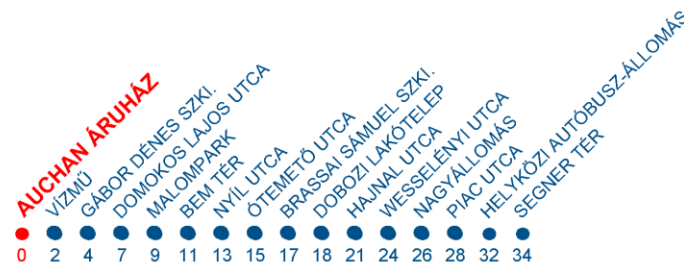 AUCHAN ÁRUHÁZ
VÍZMŰ
GÁBOR DÉNES SZKI.
DOMOKOS LAJOS UTCA
MALOMPARK
BEM TÉR
NYÍL UTCA
ÓTEMETŐ UTCA
BRASSAI SÁMUEL SZKI.
DOBOZI LAKÓTELEP
HAJNAL UTCA
WESSELÉNYI UTCA
NAGYÁLLOMÁS
PIAC UTCA
HELYKÖZI AUTÓBUSZ-ÁLLOMÁS
SEGNER TÉR
0 2 4 7 9 11 13 15 17 18 21 24 26 28 32 34